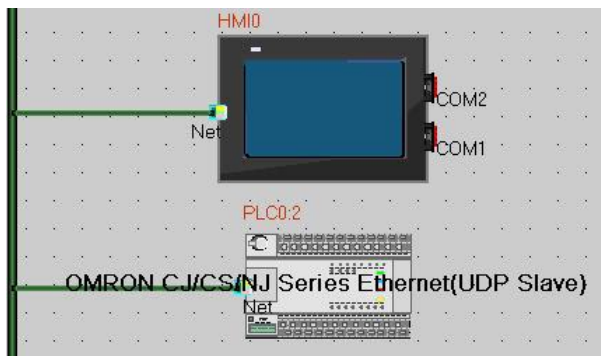 HMI0
COM2
Net
COM1
PLC0:2
OMRON CJ/CS/NJ Series Ethernet(UDP Slave)
Net